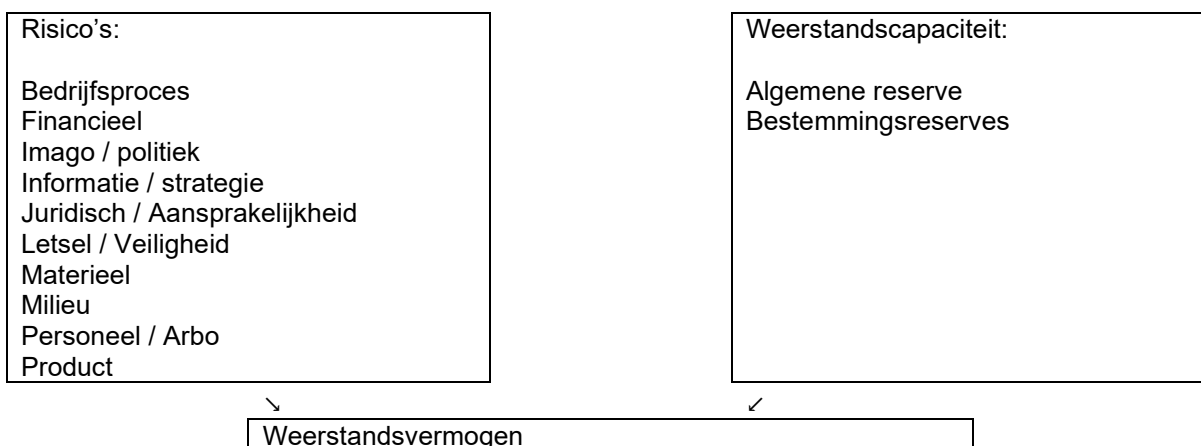 Risico’s:
Bedrijfsproces
Financieel
Imago / politiek
Informatie / strategie
Juridisch / Aansprakelijkheid
Letsel / Veiligheid
Materieel
Milieu
Personeel / Arbo
Product
Weerstandscapaciteit:
Algemene reserve
Bestemmingsreserves
↘ ↙
Weerstandsvermogen